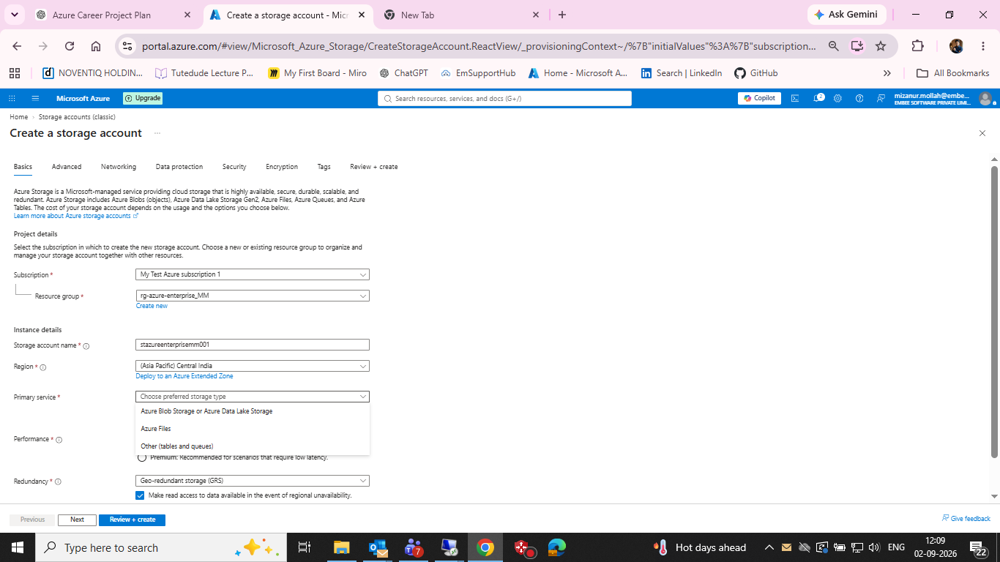 Azure Career Project Plan
Create a storage account - Micr
New Tab
Ask Gemini
portal.azure.com/#view/Microsoft_Azure_Storage/CreateStorageAccount.ReactView/_provisioningContext~/%7B"initialValues"%3A%7B"subscription...
NOVENTIQ HOLDIN...
Tutedude Lecture P...
My First Board - Miro
ChatGPT
EmSupportHub
Home - Microsoft A...
Search | LinkedIn
GitHub
All Bookmarks
Microsoft Azure
Upgrade
Search resources, services, and docs (G+/)
Copilot
2
mizanur.mollah@embe...
EMBEE SOFTWARE PRIVATE LIMI...
Home > Storage accounts (classic)
Create a storage account
...
Basics
Advanced
Networking
Data protection
Security
Encryption
Tags
Review + create
Azure Storage is a Microsoft-managed service providing cloud storage that is highly available, secure, durable, scalable, and
redundant. Azure Storage includes Azure Blobs (objects), Azure Data Lake Storage Gen2, Azure Files, Azure Queues, and Azure
Tables. The cost of your storage account depends on the usage and the options you choose below.
Learn more about Azure storage accounts
Project details
Select the subscription in which to create the new storage account. Choose a new or existing resource group to organize and
manage your storage account together with other resources.
Subscription *
My Test Azure subscription 1
Resource group *
rg-azure-enterprise_MM
Create new
Instance details
Storage account name *
stazureenterprisemm001
Region *
(Asia Pacific) Central India
Deploy to an Azure Extended Zone
Primary service *
Choose preferred storage type
Azure Blob Storage or Azure Data Lake Storage
Azure Files
Other (tables and queues)
Performance *
Premium: Recommended for scenarios that require low latency.
Redundancy *
Geo-redundant storage (GRS)
Make read access to data available in the event of regional unavailability.
Previous
Next
Review + create
Give feedback
Type here to search
7
Hot days ahead
ENG
12:09
02-09-2026
22